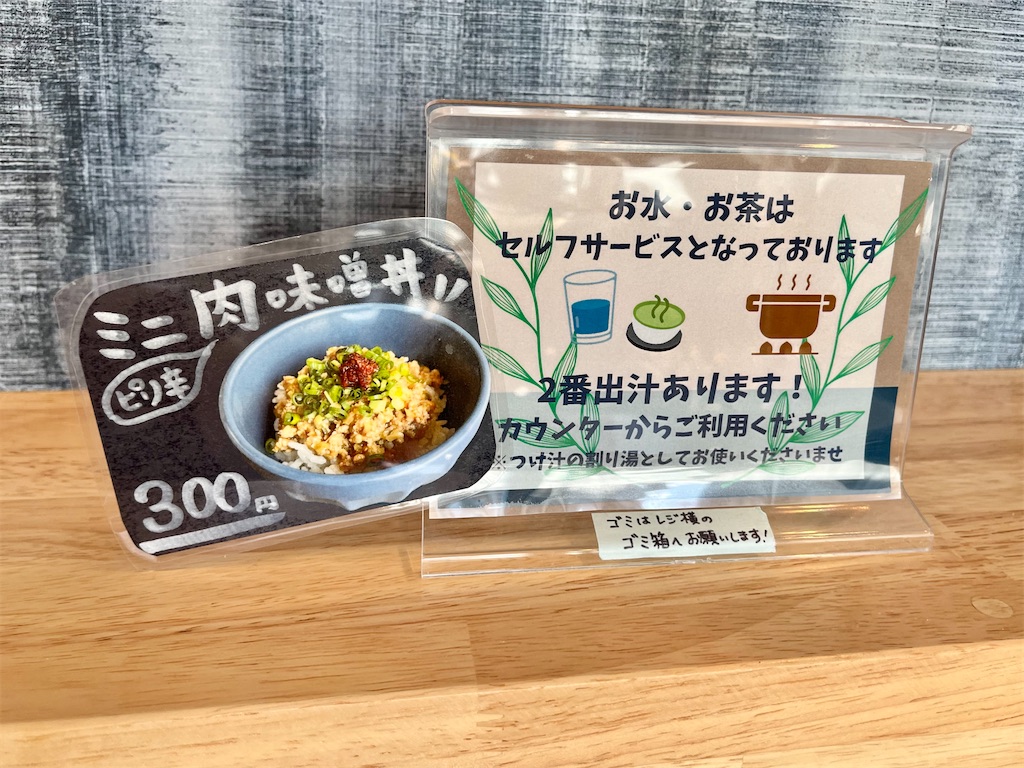 ミニ肉味噌丼!!
ピリ辛
300円
お水・お茶は
セルフサービスとなっております
2番出汁あります!
カウンターからご利用ください
※つけ汁の割り湯としてお使いくださいませ
ゴミはレジ横の
ゴミ箱へお願いします!